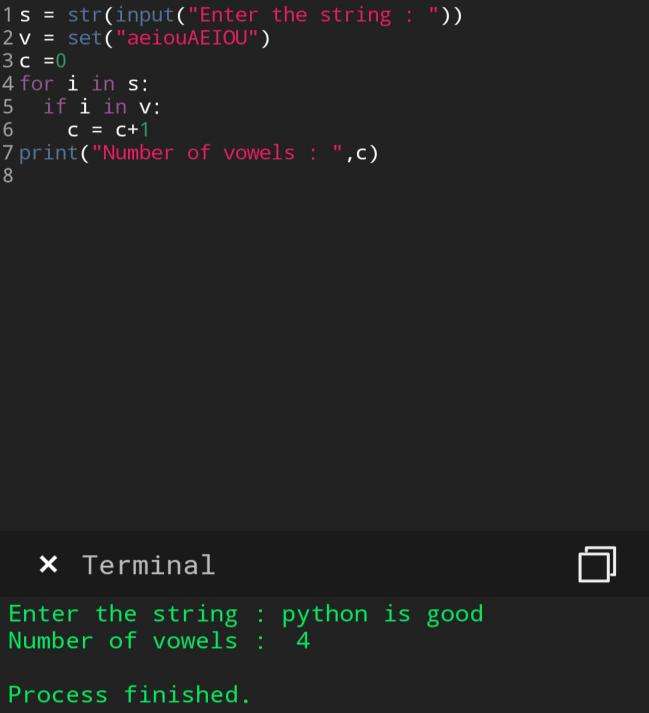 1 s = str(input("Enter the string : "))
2 v = set("aeiouAEIOU")
3 c =0
4 for i in s:
5   if i in v:
6     c = c+1
7 print("Number of vowels : ",c)
8
× Terminal
Enter the string : python is good
Number of vowels :  4
Process finished.